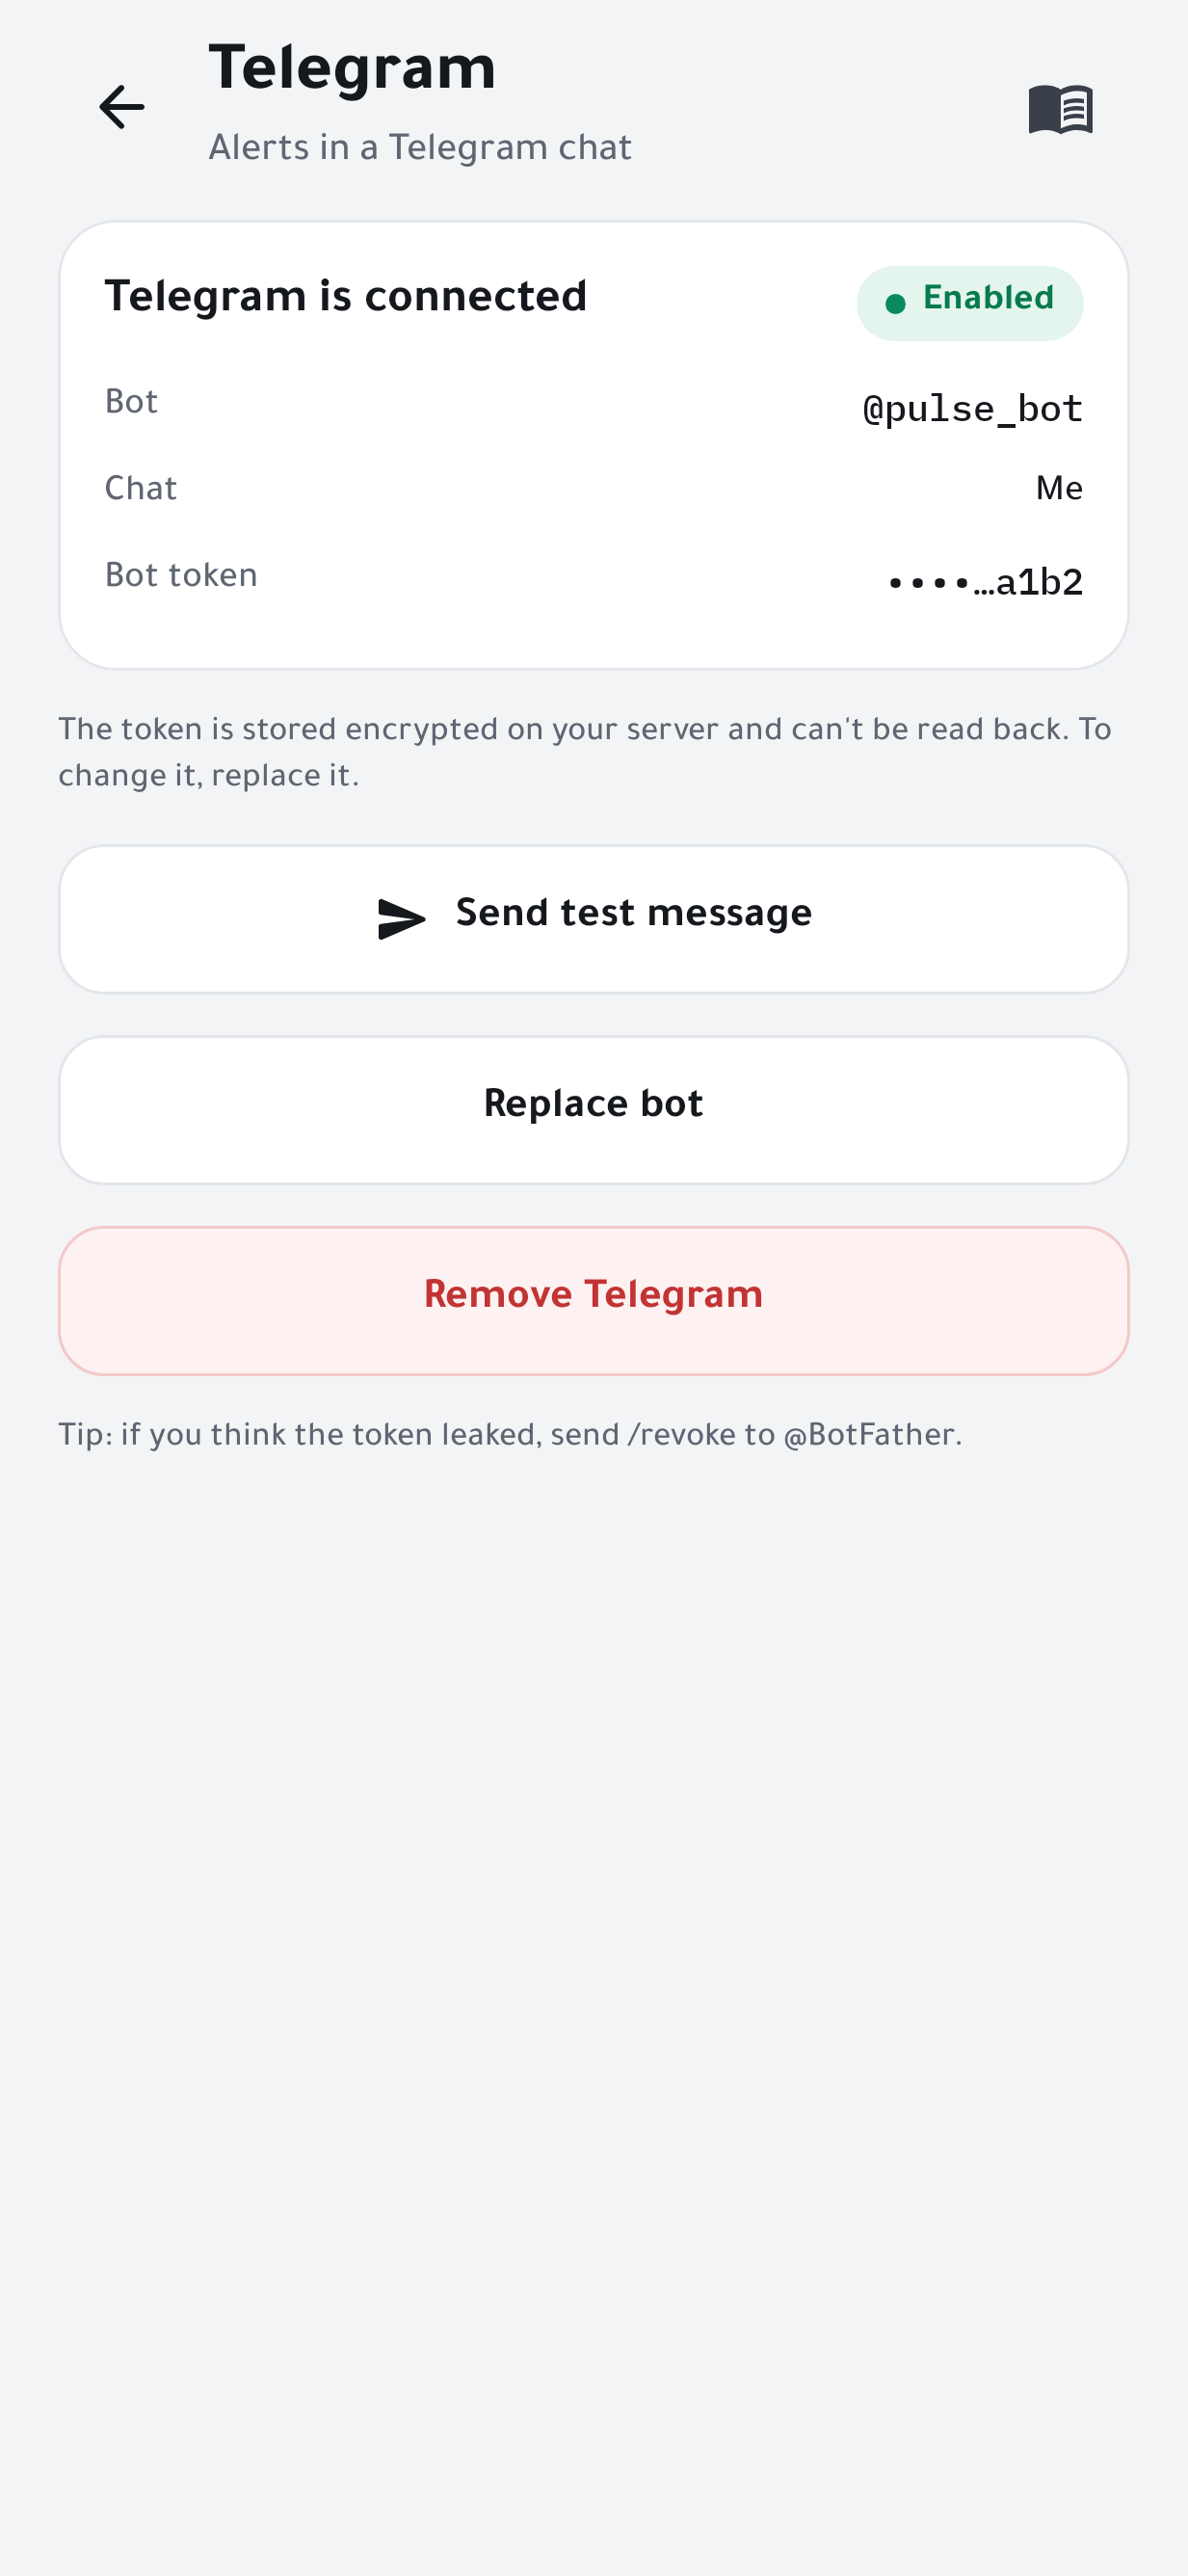 Telegram
Alerts in a Telegram chat
Telegram is connected
Enabled
Bot
@pulse_bot
Chat
Me
Bot token
••••…a1b2
The token is stored encrypted on your server and can't be read back. To
change it, replace it.
Send test message
Replace bot
Remove Telegram
Tip: if you think the token leaked, send /revoke to @BotFather.